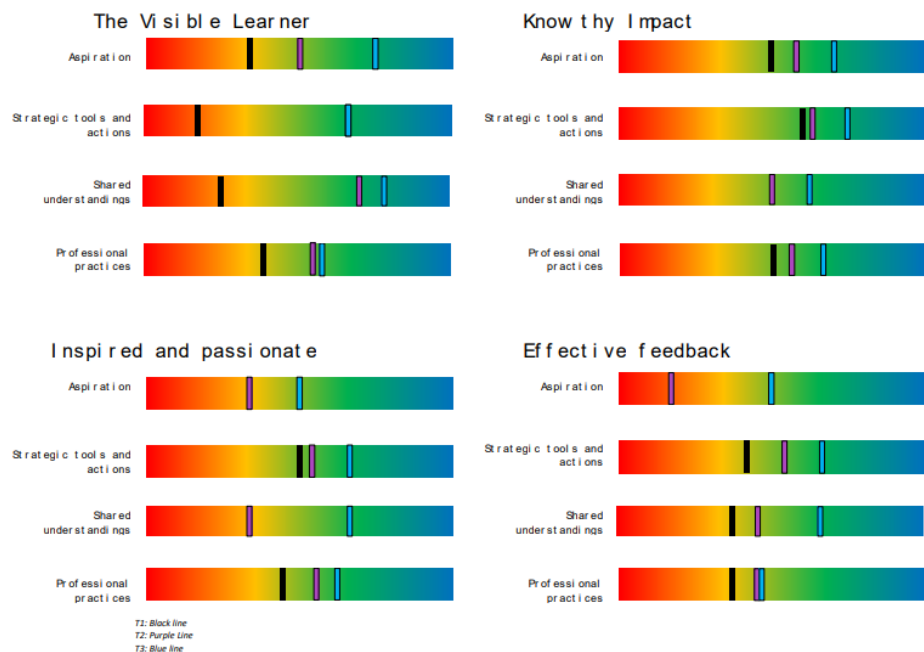 The Visible Learner
Aspiration
Strategic tools and
actions
Shared
understandings
Professional
practices
Know thy Impact
Aspiration
Strategic tools and
actions
Shared
understandings
Professional
practices
Inspired and passionate
Aspiration
Strategic tools and
actions
Shared
understandings
Professional
practices
Effective feedback
Aspiration
Strategic tools and
actions
Shared
understandings
Professional
practices
T1: Black line
T2: Purple Line
T3: Blue line